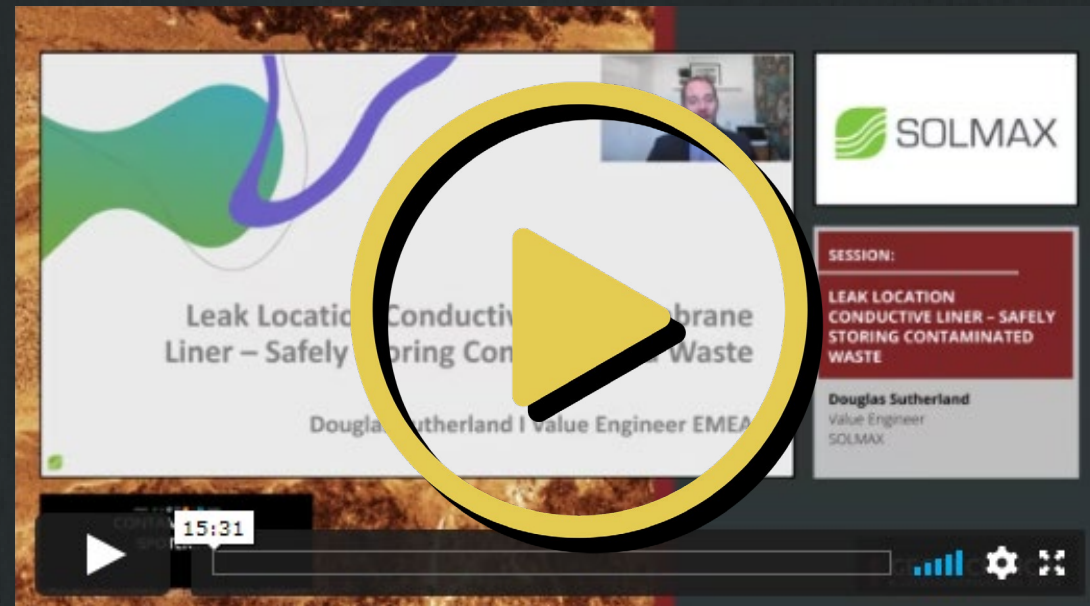 Leak Locatio Conductiv brane
Liner – Safely oring Con Waste
Douglas utherland I Value Engineer EMEA
SOLMAX
SESSION:
LEAK LOCATION
CONDUCTIVE LINER – SAFELY
STORING CONTAMINATED
WASTE
Douglas Sutherland
Value Engineer
SOLMAX
15:31